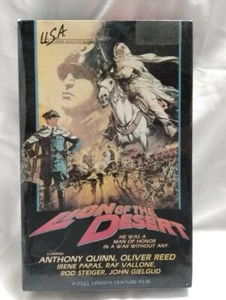 USA
LION OF THE
DESERT
HE WAS A
MAN OF HONOR
IN A WAR WITHOUT ANY.
ANTHONY QUINN, OLIVER REED
IRENE PAPAS, RAF VALLONE,
ROD STEIGER, JOHN GIELGUD
A FULL LENGTH FEATURE FILM